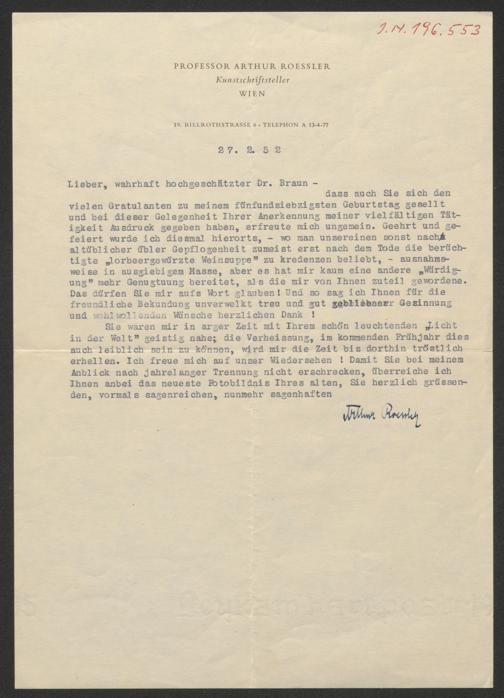 J.N. 196.553
PROFESSOR ARTHUR ROESSLER
Kunstschriftsteller
WIEN
19. BILLROTHSTRASSE 6 · TELEPHON A 13-4-77
27. 2. 5 2
Lieber, wahrhaft hochgeschätzter Dr. Braun -
dass auch Sie sich den
vielen Gratulanten zu meinem fünfundsiebzigsten Geburtstag gesellt
und bei dieser Gelegenheit Ihrer Anerkennung meiner vielfältigen Tät-
igkeit Ausdruck gegeben haben, erfreute mich ungemein. Geehrt und ge-
feiert wurde ich diesmal hierorts, - wo man unsereinen sonst nach
altüblicher übler Gepflogenheit zumeist erst nach dem Tode die berüch-
tigte „lorbeergewürzte Weinsuppe" zu kredenzen beliebt, - ausnahms-
weise in ausgiebigem Masse, aber es hat mir kaum eine andere „Würdig-
ung" mehr Genugtuung bereitet, als die mir von Ihnen zuteil gewordene.
Das dürfen Sie mir aufs Wort glauben! Und so sag ich Ihnen für die
freundliche Bekundung unverwelkt treu und gut gebliebener Gesinnung
und wohlwollenden Wünsche herzlichen Dank !
Sie waren mir in arger Zeit mit Ihrem schön leuchtenden „Licht
in der Welt" geistig nahe; die Verheissung, im kommenden Frühjahr dies
auch leiblich sein zu können, wird mir die Zeit bis dorthin tröstlich
erhellen. Ich freue mich auf unser Wiedersehen ! Damit Sie bei meinem
Anblick nach jahrelanger Trennung nicht erschrecken, überreiche ich
Ihnen anbei das neueste Fotobildnis Ihres alten, Sie herzlich grüssen-
den, vormals sagenreichen, nunmehr sagenhaften
Arthur Roessler